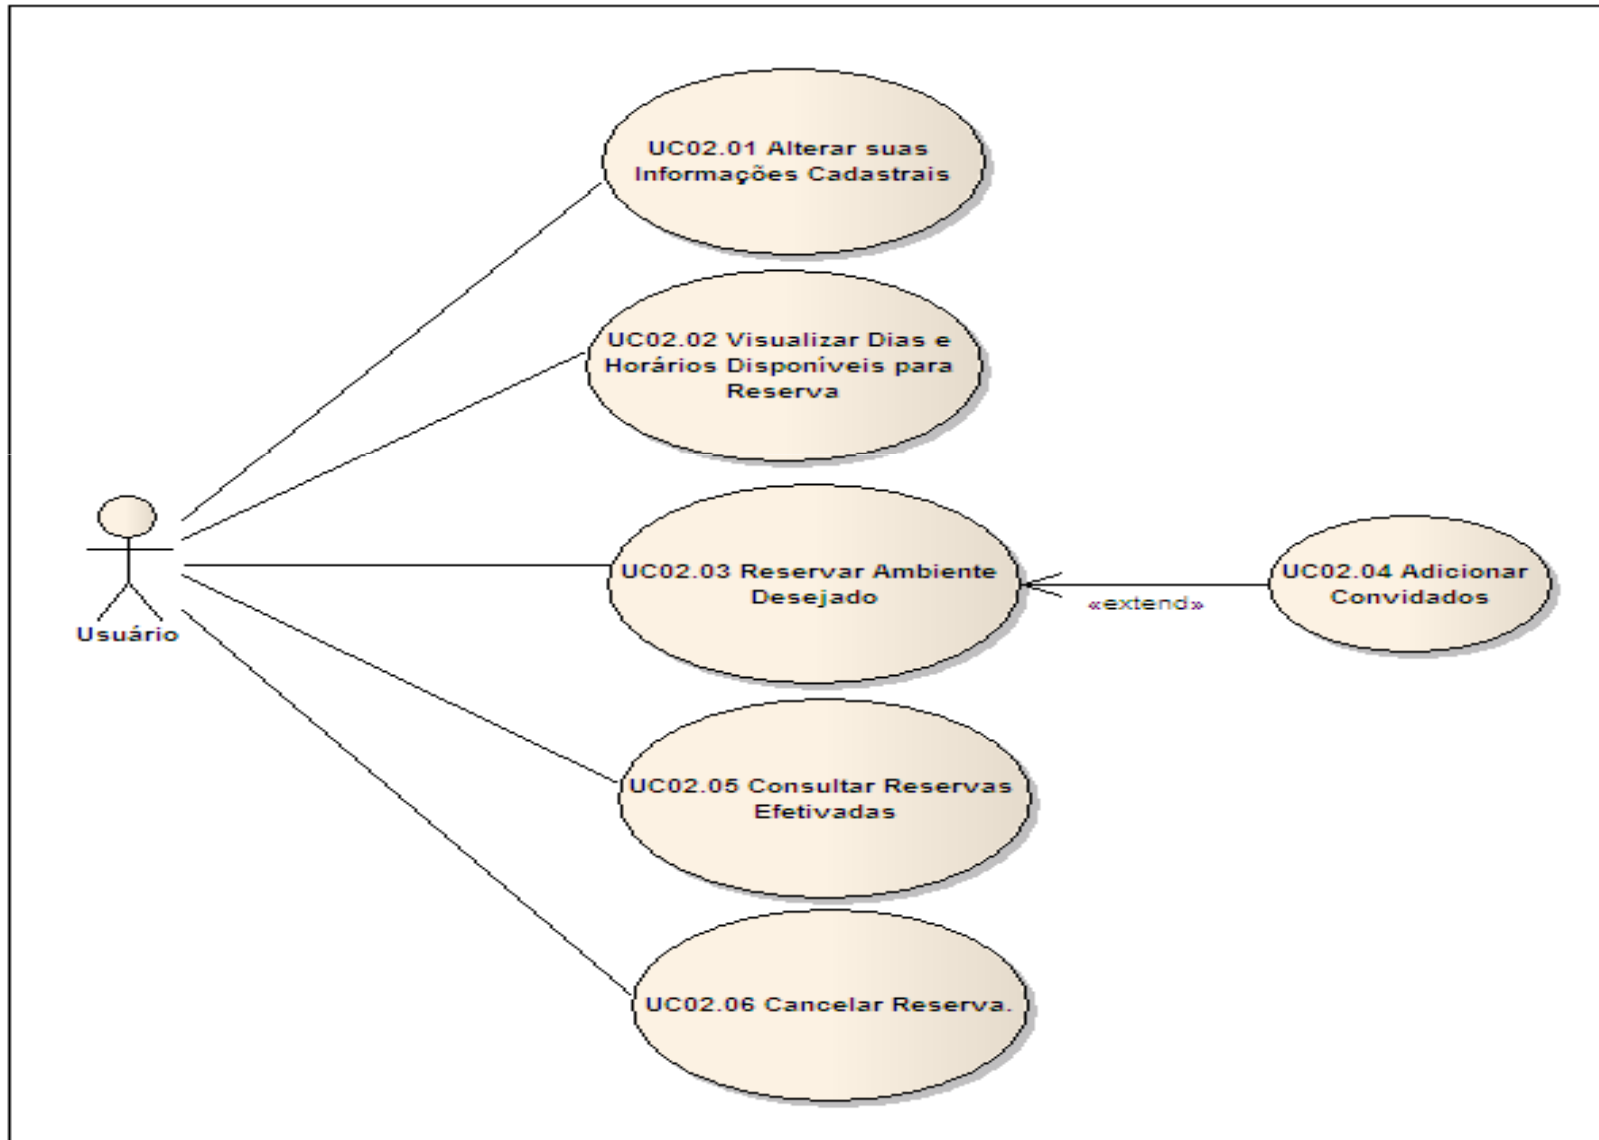 UC02.01 Alterar suas
Informações Cadastrais
UC02.02 Visualizar Dias e
Horários Disponíveis para
Reserva
Usuário
UC02.03 Reservar Ambiente
Desejado
«extend»
UC02.04 Adicionar
Convidados
UC02.05 Consultar Reservas
Efetivadas
UC02.06 Cancelar Reserva.